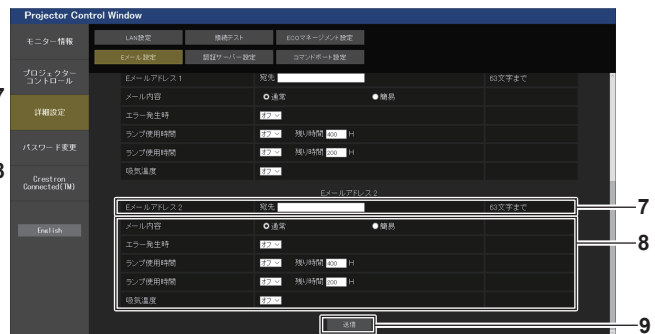 Projector Control Window
モニター情報
LAN設定 接続テスト ECOマネージメント設定
Eメール設定 認証サーバー設定 コマンドポート設定
プロジェクター
コントロール
詳細設定
パスワード変更
Crestron
Connected(TM)
English
Eメールアドレス1 宛先 63文字まで
メール内容 通常 簡易
エラー発生時 オフ
ランプ使用時間 オフ 残り時間 400 H
ランプ使用時間 オフ 残り時間 200 H
吸気温度 オフ
Eメールアドレス2
Eメールアドレス2 宛先 63文字まで 7
メール内容 通常 簡易
エラー発生時 オフ 8
ランプ使用時間 オフ 残り時間 400 H
ランプ使用時間 オフ 残り時間 200 H
吸気温度 オフ
送信 9